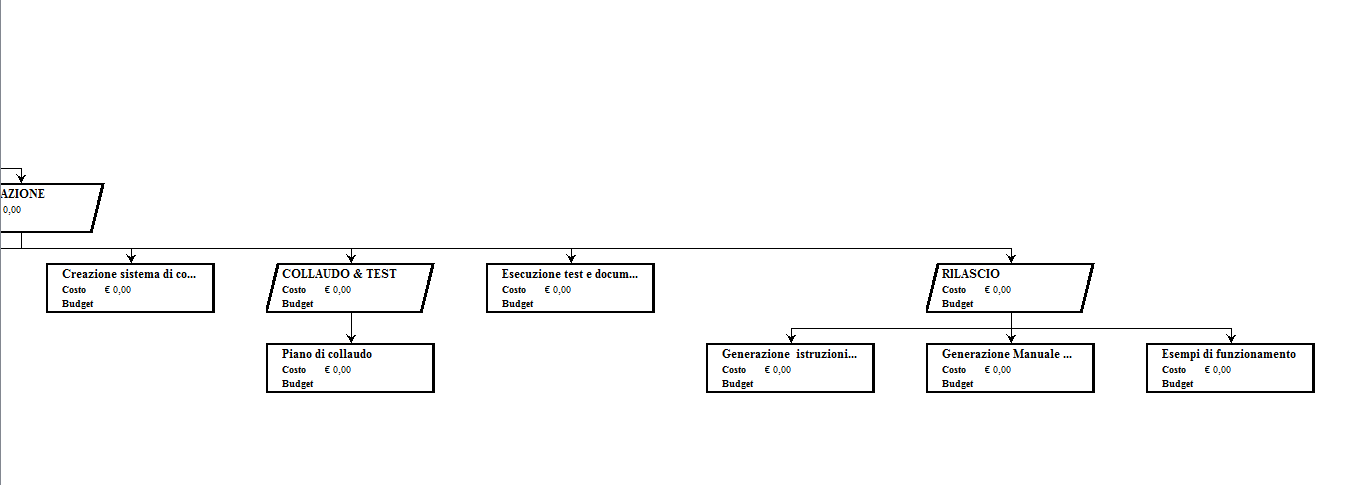 AZIONE
0,00
Creazione sistema di co...
Costo € 0,00
Budget
COLLAUDO & TEST
Costo € 0,00
Budget
Esecuzione test e docum...
Costo € 0,00
Budget
RILASCIO
Costo € 0,00
Budget
Piano di collaudo
Costo € 0,00
Budget
Generazione istruzioni...
Costo € 0,00
Budget
Generazione Manuale ...
Costo € 0,00
Budget
Esempi di funzionamento
Costo € 0,00
Budget